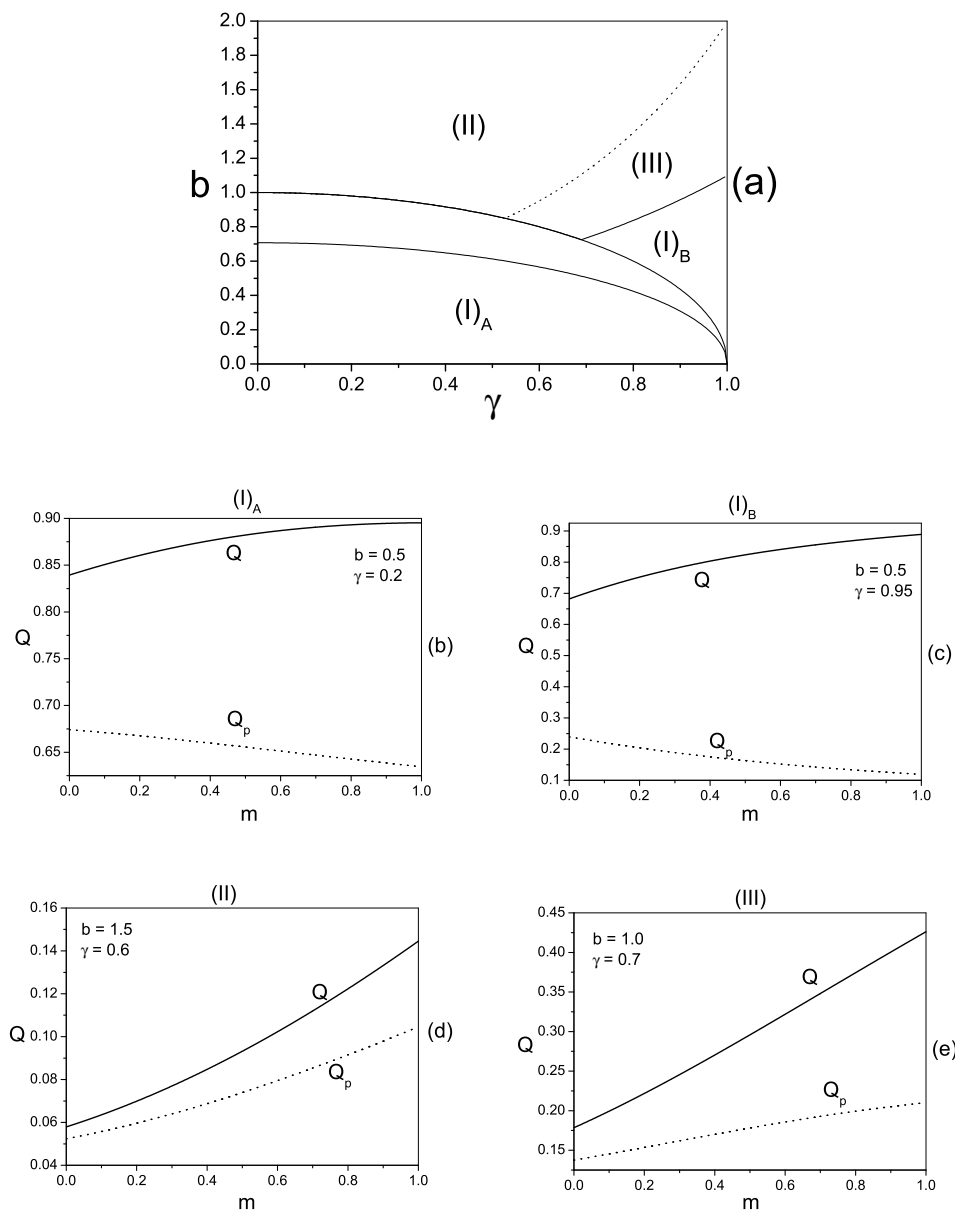 2.0
1.8
1.6
1.4
1.2
1.0
0.8
0.6
0.4
0.2
0.0
b
(II)
(III)
(a)
(I)B
(I)A
0.0 0.2 0.4 0.6 0.8 1.0
γ
(I)A
0.90
0.85
0.80
0.75
0.70
0.65
Q
Q
b = 0.5
γ = 0.2
Qp
(b)
0.0 0.2 0.4 0.6 0.8 1.0
m
(I)B
0.9
0.8
0.7
0.6
0.5
0.4
0.3
0.2
0.1
Q
Q
b = 0.5
γ = 0.95
Qp
(c)
0.0 0.2 0.4 0.6 0.8 1.0
m
(II)
0.16
0.14
0.12
0.10
0.08
0.06
0.04
Q
b = 1.5
γ = 0.6
Q
Qp
(d)
0.0 0.2 0.4 0.6 0.8 1.0
m
(III)
0.45
0.40
0.35
0.30
0.25
0.20
0.15
Q
b = 1.0
γ = 0.7
Q
Qp
(e)
0.0 0.2 0.4 0.6 0.8 1.0
m